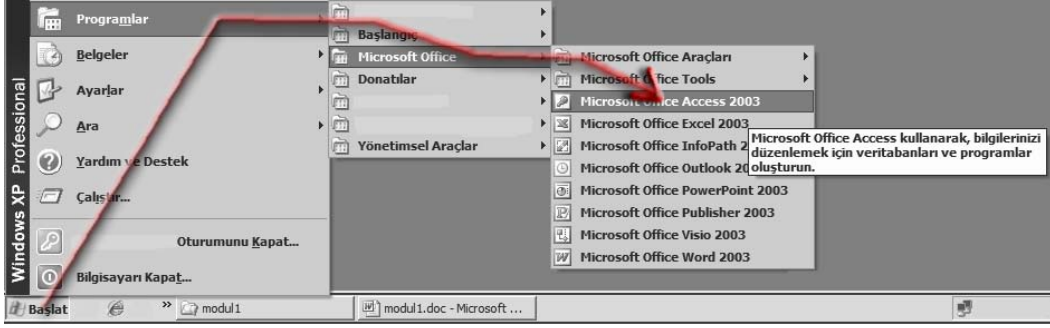 Windows XP Professional
Programlar
Belgeler
Ayarlar
Ara
Yardım ve Destek
Çalıştır...
Oturumunu Kapat...
Bilgisayarı Kapat...
Başlangıç
Microsoft Office
Donatılar
Yönetimsel Araçlar
Microsoft Office Araçları
Microsoft Office Tools
Microsoft Office Access 2003
Microsoft Office Excel 2003
Microsoft Office InfoPath 2
Microsoft Office Outlook 20
Microsoft Office PowerPoint 2003
Microsoft Office Publisher 2003
Microsoft Office Visio 2003
Microsoft Office Word 2003
Microsoft Office Access kullanarak, bilgilerinizi
düzenlemek için veritabanları ve programlar
oluşturun.
Başlat
»
modul1
modul1.doc - Microsoft ...